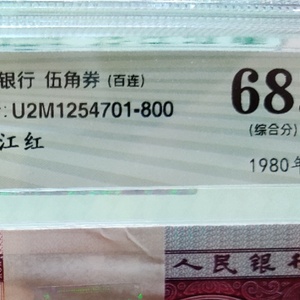 银行 伍角券 (百连)
68
: U2M1254701-800
(综合分)
江红
1980年
人民银行